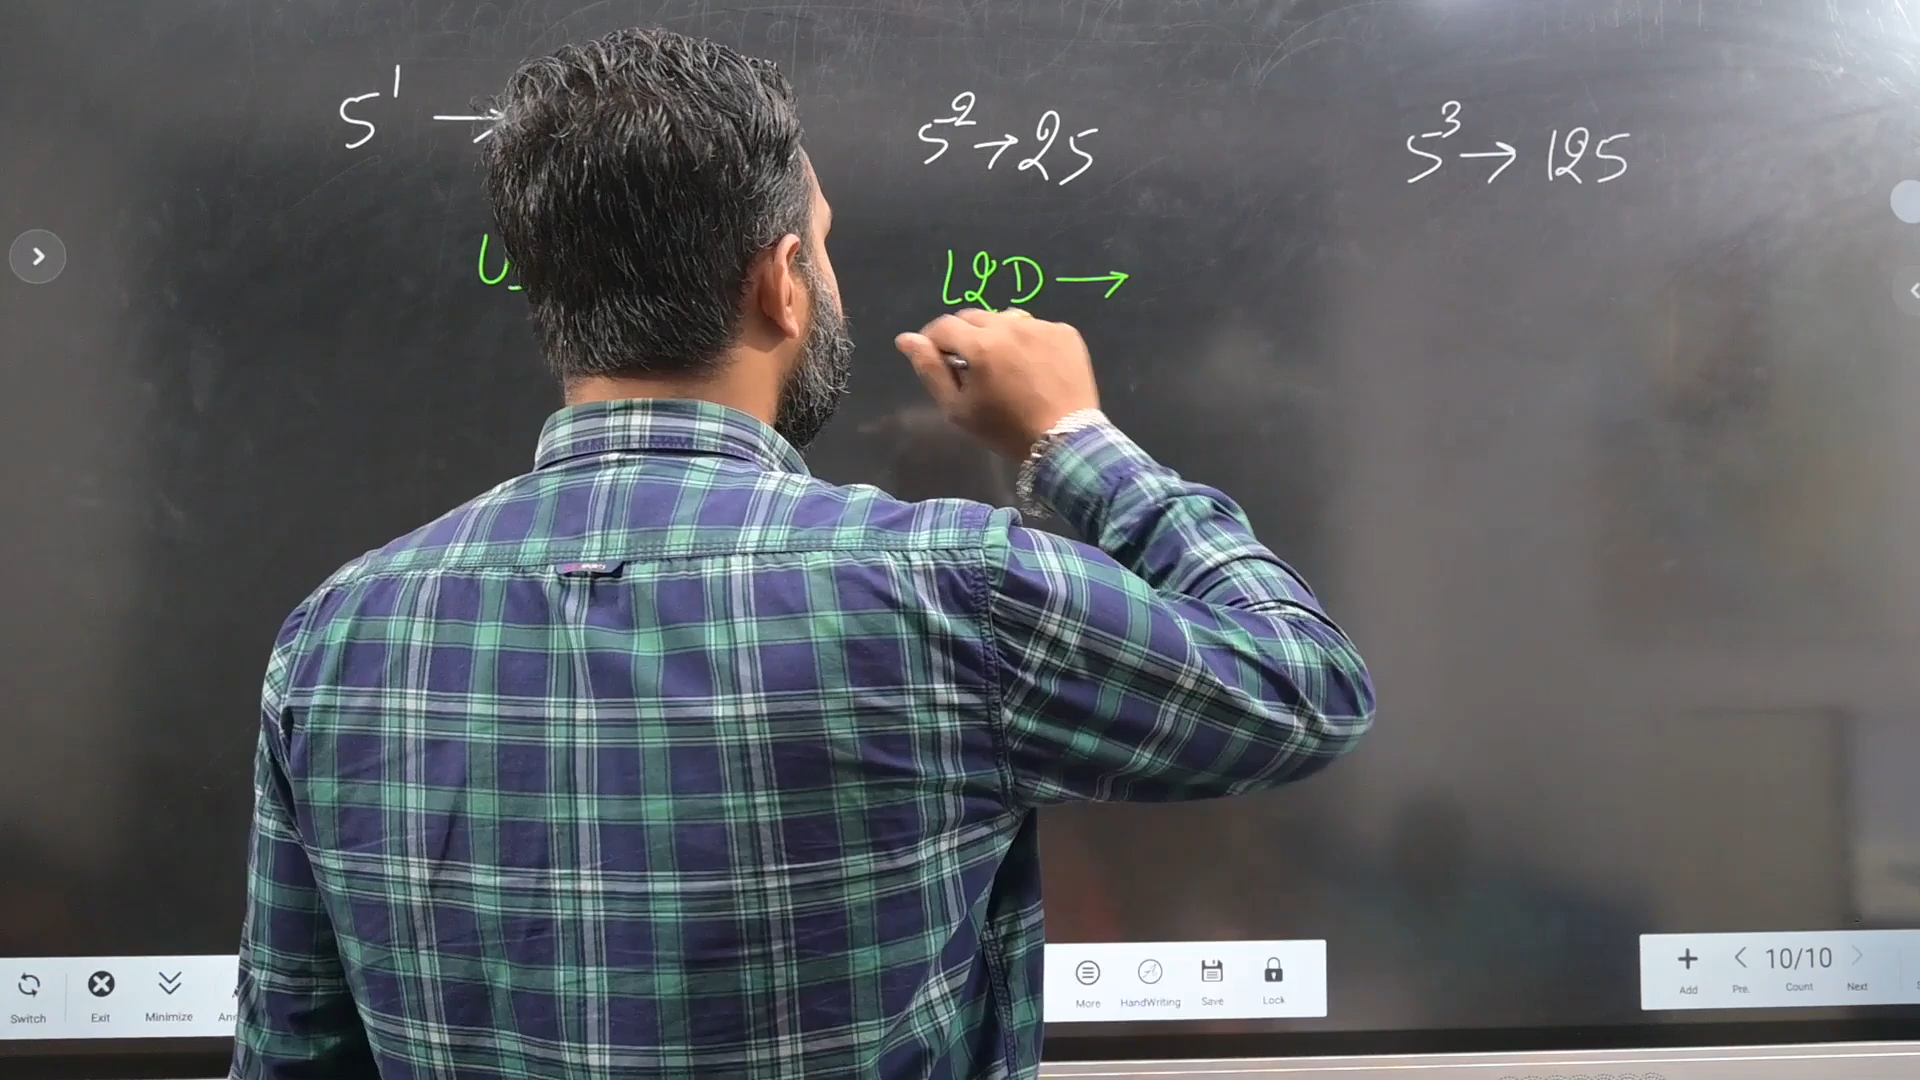 5¹ → 5² → 25 5³ → 125
L2D →
Switch Exit Minimize More HandWriting Save Lock
10/10
Add Pre. Count Next